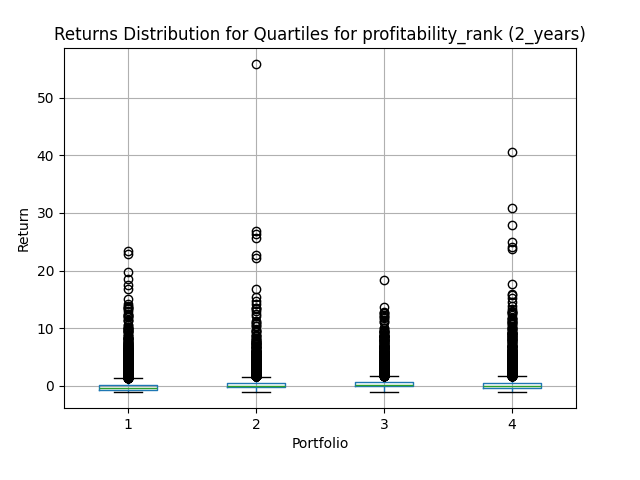 Returns Distribution for Quartiles for profitability_rank (2_years)
50
40
30
20
10
0
Return
1 2 3 4
Portfolio